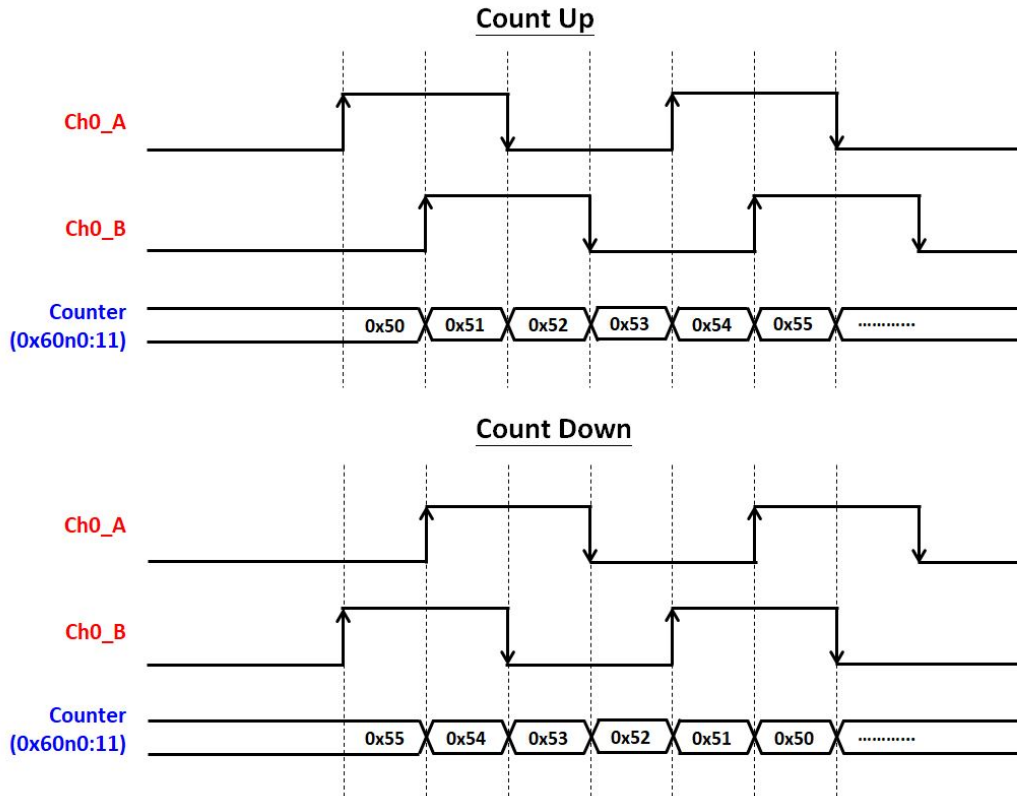 Count Up
Ch0_A
Ch0_B
Counter
(0x60n0:11)
0x50 0x51 0x52 0x53 0x54 0x55 ............
Count Down
Ch0_A
Ch0_B
Counter
(0x60n0:11)
0x55 0x54 0x53 0x52 0x51 0x50 ............